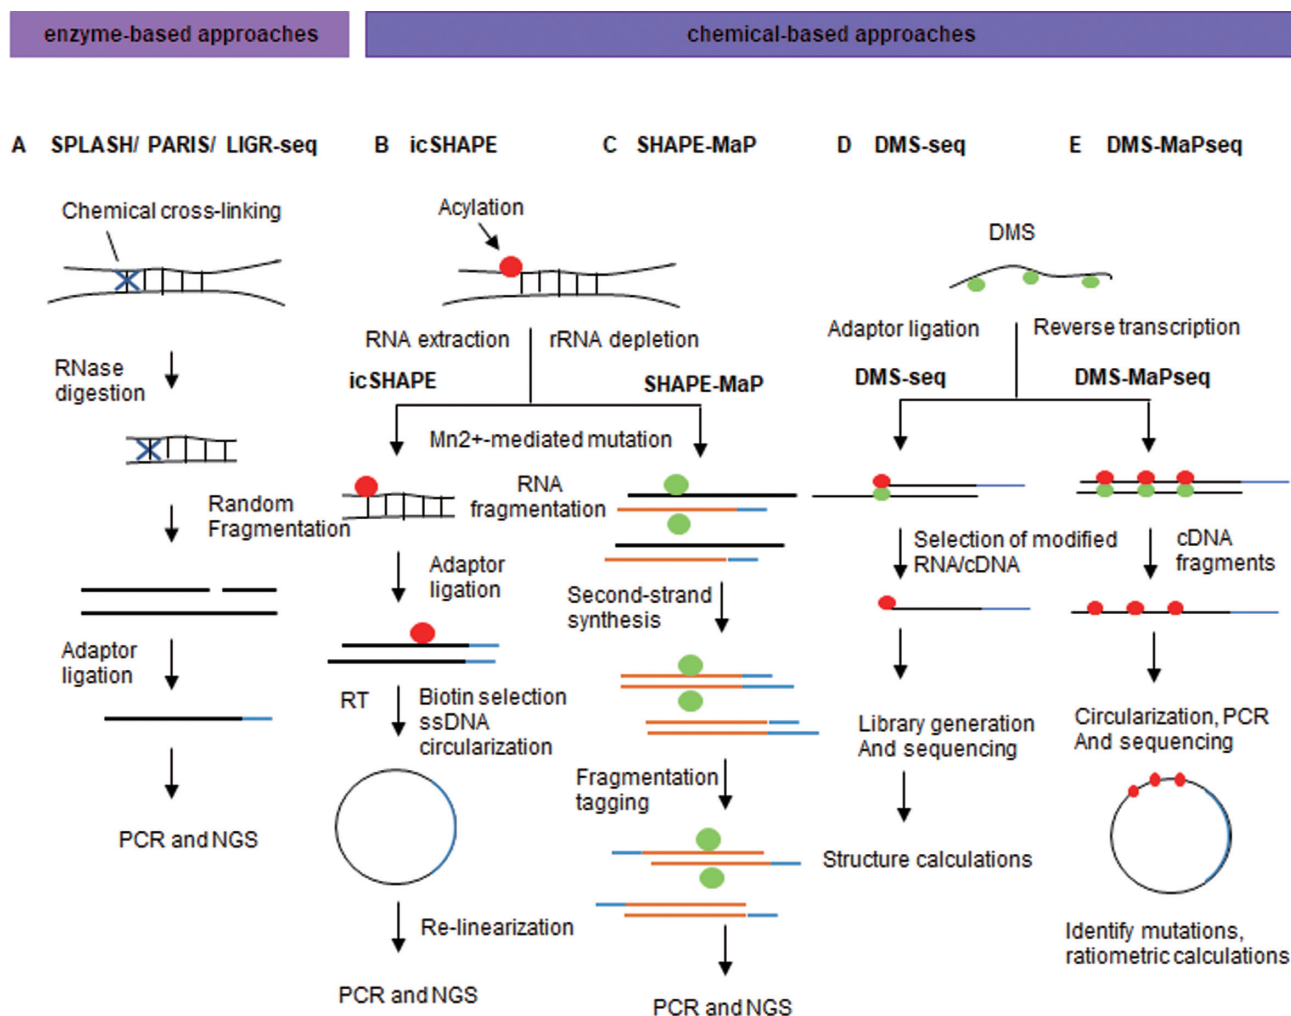 enzyme-based approaches
chemical-based approaches
A SPLASH/ PARIS/ LIGR-seq
B icSHAPE
C SHAPE-MaP
D DMS-seq
E DMS-MaPseq
Chemical cross-linking
RNase
digestion
Random
Fragmentation
Adaptor
ligation
PCR and NGS
Acylation
RNA extraction
rRNA depletion
icSHAPE
SHAPE-MaP
Mn2+-mediated mutation
RNA
fragmentation
Adaptor
ligation
RT
Biotin selection
ssDNA
circularization
Re-linearization
PCR and NGS
Second-strand
synthesis
Fragmentation
tagging
PCR and NGS
DMS
Adaptor ligation
Reverse transcription
DMS-seq
DMS-MaPseq
Selection of modified
RNA/cDNA
Library generation
And sequencing
Structure calculations
cDNA
fragments
Circularization, PCR
And sequencing
Identify mutations,
ratiometric calculations